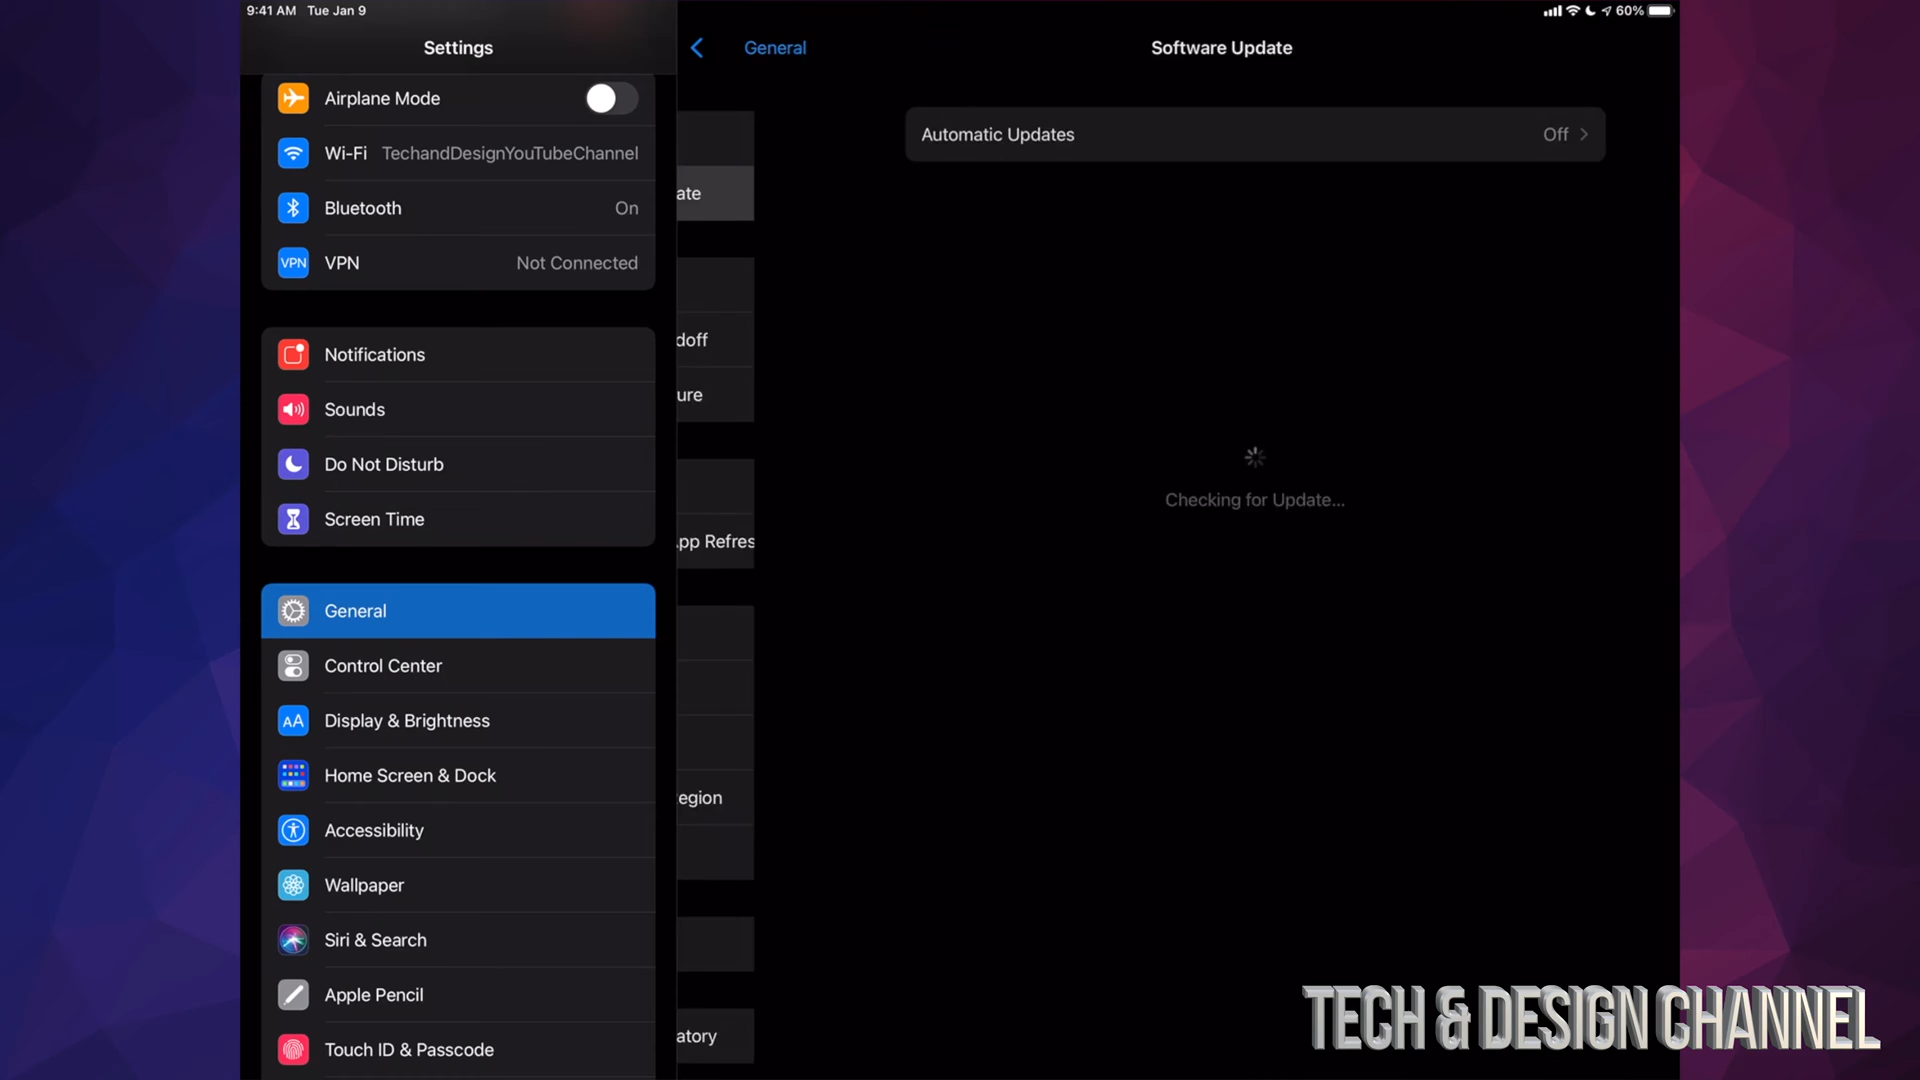 9:41 AM Tue Jan 9
60%
Settings
Airplane Mode
Wi-Fi TechandDesignYouTubeChannel
Bluetooth On
VPN VPN Not Connected
Notifications
Sounds
Do Not Disturb
Screen Time
General
Control Center
AA Display & Brightness
Home Screen & Dock
Accessibility
Wallpaper
Siri & Search
Apple Pencil
Touch ID & Passcode
ate
doff
ure
pp Refres
egion
atory
General
Software Update
Automatic Updates Off
Checking for Update...
TECH & DESIGN CHANNEL